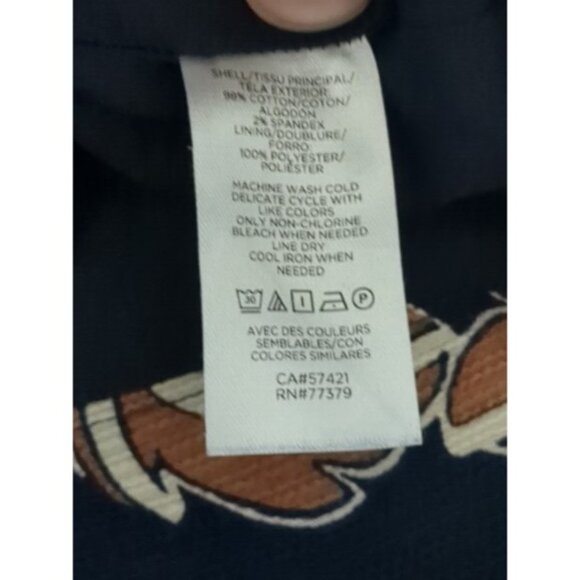 SHELL/TISSU PRINCIPAL/
TELA EXTERIOR
98% COTTON/COTON/
ALGODÓN
2% SPANDEX
LINING/DOUBLURE/
FORRO:
100% POLYESTER/
POLIÉSTER
MACHINE WASH COLD
DELICATE CYCLE WITH
LIKE COLORS
ONLY NON-CHLORINE
BLEACH WHEN NEEDED
LINE DRY
COOL IRON WHEN
NEEDED
30 P
AVEC DES COULEURS
SEMBLABLES/CON
COLORES SIMILARES
CA#57421
RN#77379